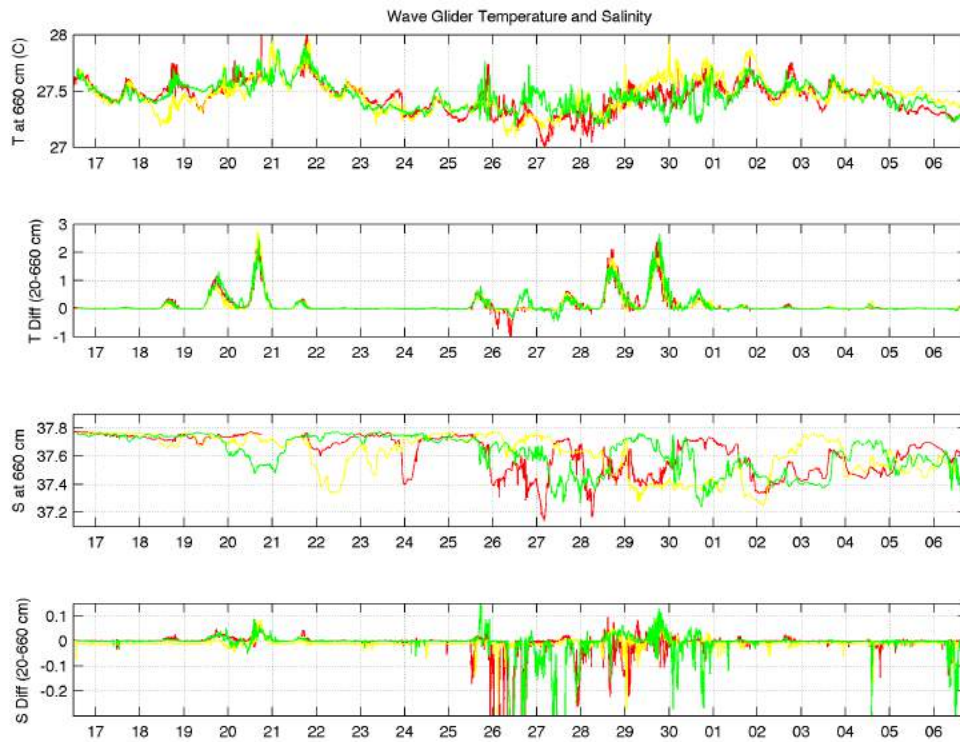 Wave Glider Temperature and Salinity
T at 660 cm (C)
28
27.5
27
17 18 19 20 21 22 23 24 25 26 27 28 29 30 01 02 03 04 05 06
T Diff (20-660 cm)
3
2
1
0
-1
17 18 19 20 21 22 23 24 25 26 27 28 29 30 01 02 03 04 05 06
S at 660 cm
37.8
37.6
37.4
37.2
17 18 19 20 21 22 23 24 25 26 27 28 29 30 01 02 03 04 05 06
S Diff (20-660 cm)
0.1
0
-0.1
-0.2
17 18 19 20 21 22 23 24 25 26 27 28 29 30 01 02 03 04 05 06